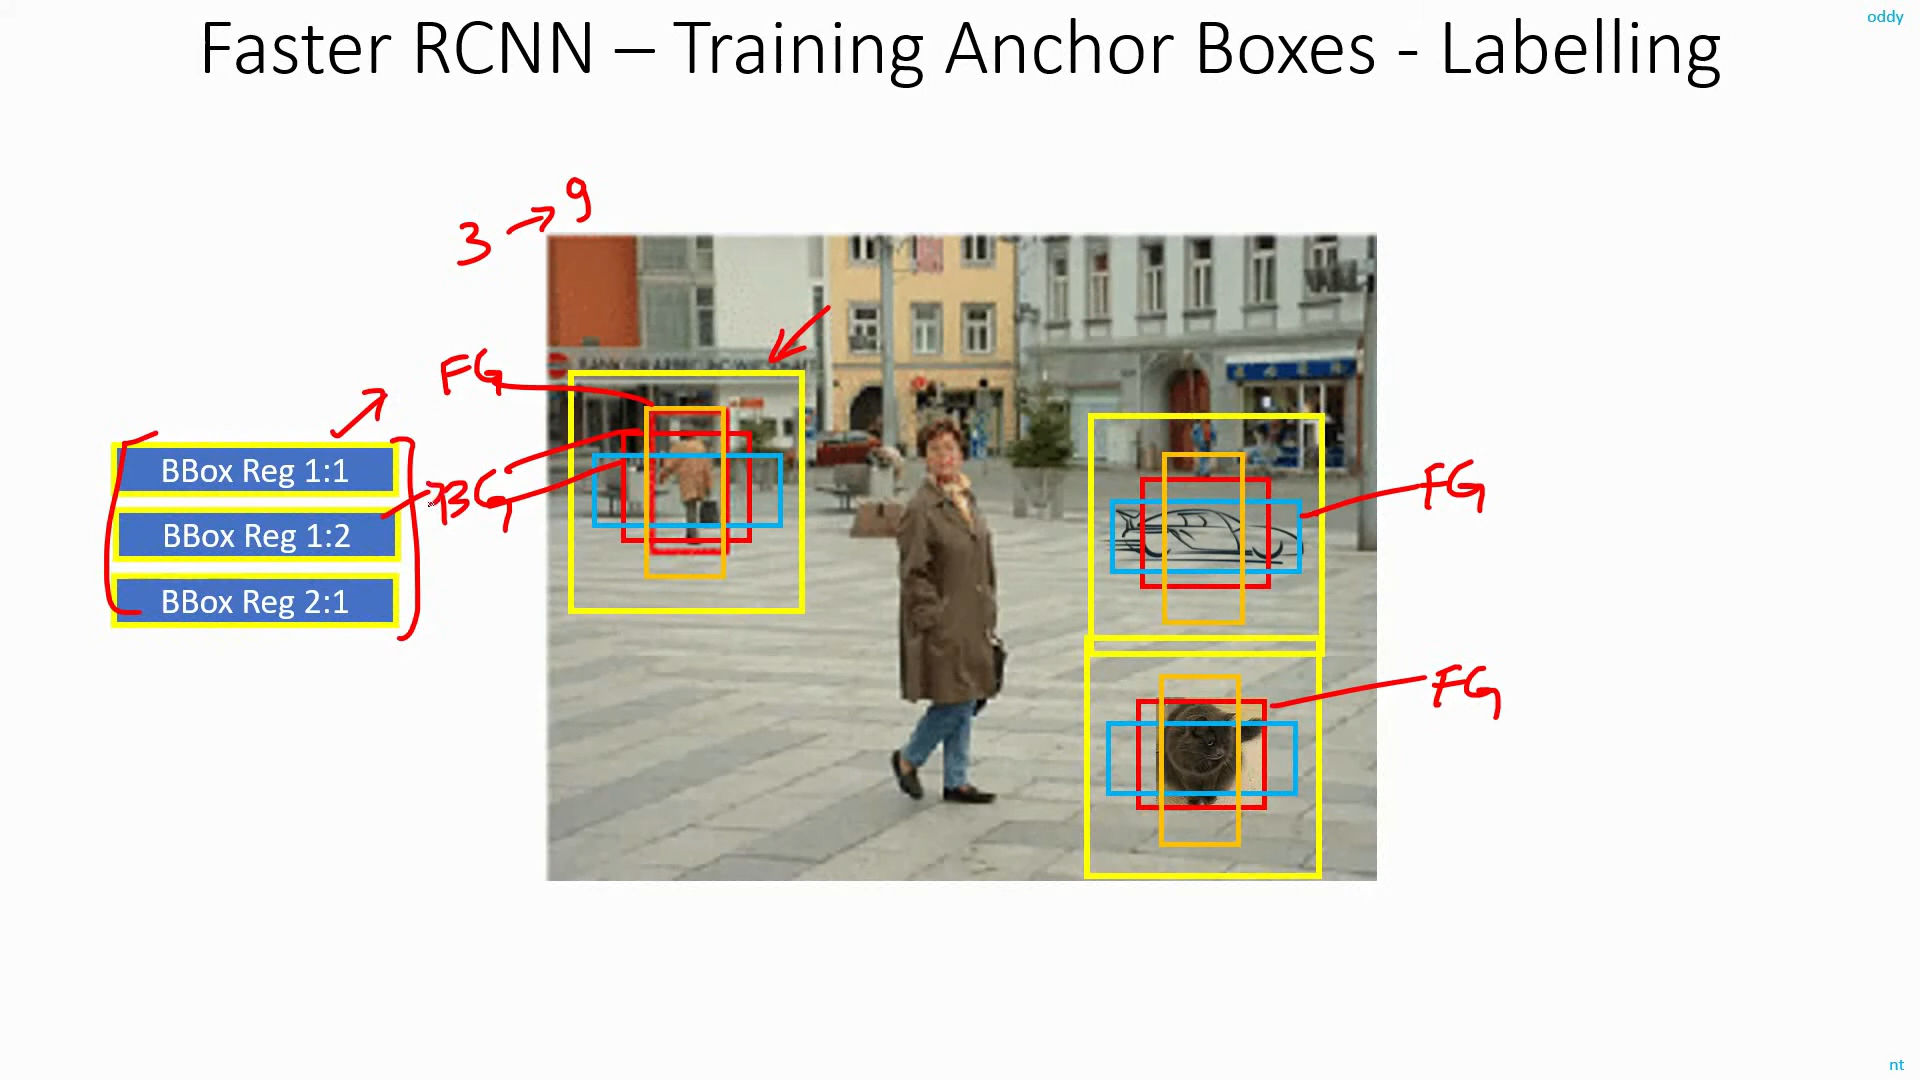 oddy
Faster RCNN – Training Anchor Boxes - Labelling
3 → 9
FG
BBox Reg 1:1
BG
FG
BBox Reg 1:2
BBox Reg 2:1
FG
nt